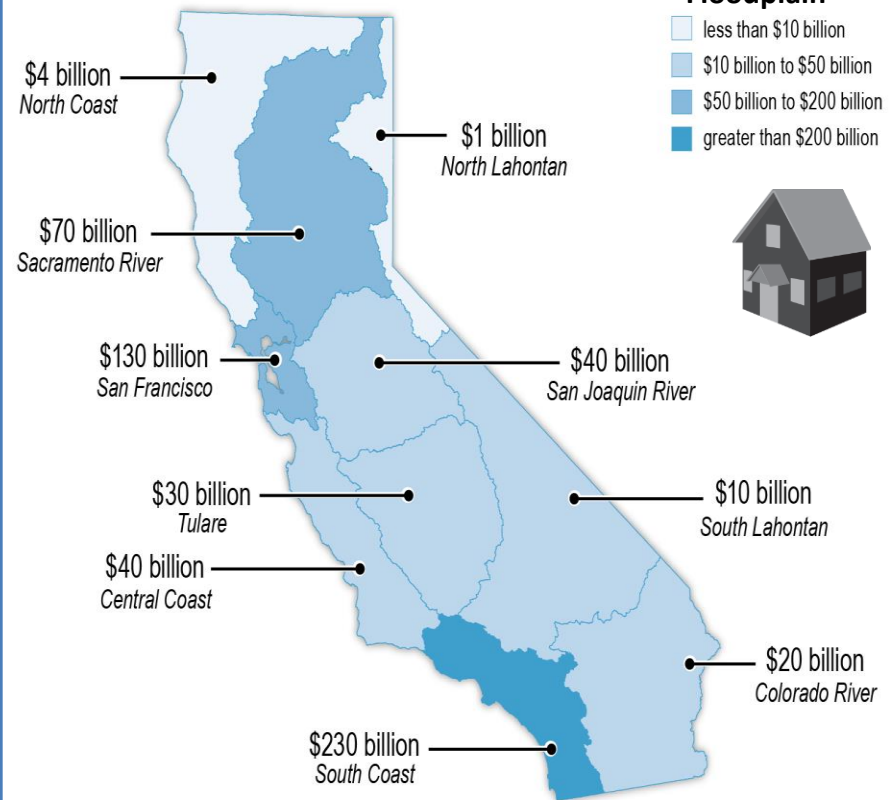 Floodplain
less than $10 billion
$10 billion to $50 billion
$50 billion to $200 billion
greater than $200 billion
$4 billion
North Coast
$1 billion
North Lahontan
$70 billion
Sacramento River
$130 billion
San Francisco
$40 billion
San Joaquin River
$30 billion
Tulare
$10 billion
South Lahontan
$40 billion
Central Coast
$20 billion
Colorado River
$230 billion
South Coast